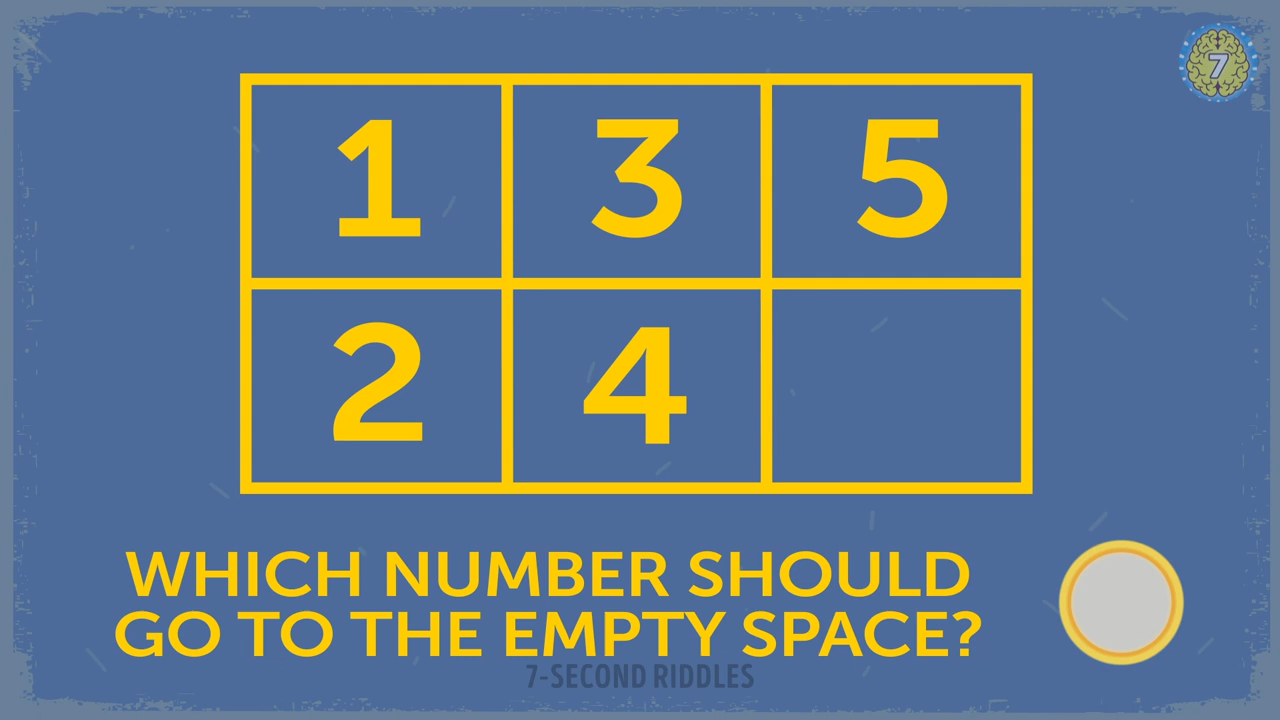 7
1 3 5
2 4
WHICH NUMBER SHOULD
GO TO THE EMPTY SPACE?
7-SECOND RIDDLES